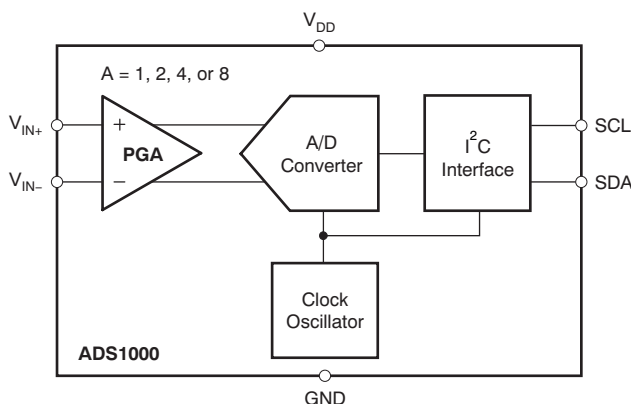 V_DD
A = 1, 2, 4, or 8
V_IN+
+
PGA
V_IN–
–
A/D
Converter
I²C
Interface
SCL
SDA
Clock
Oscillator
ADS1000
GND